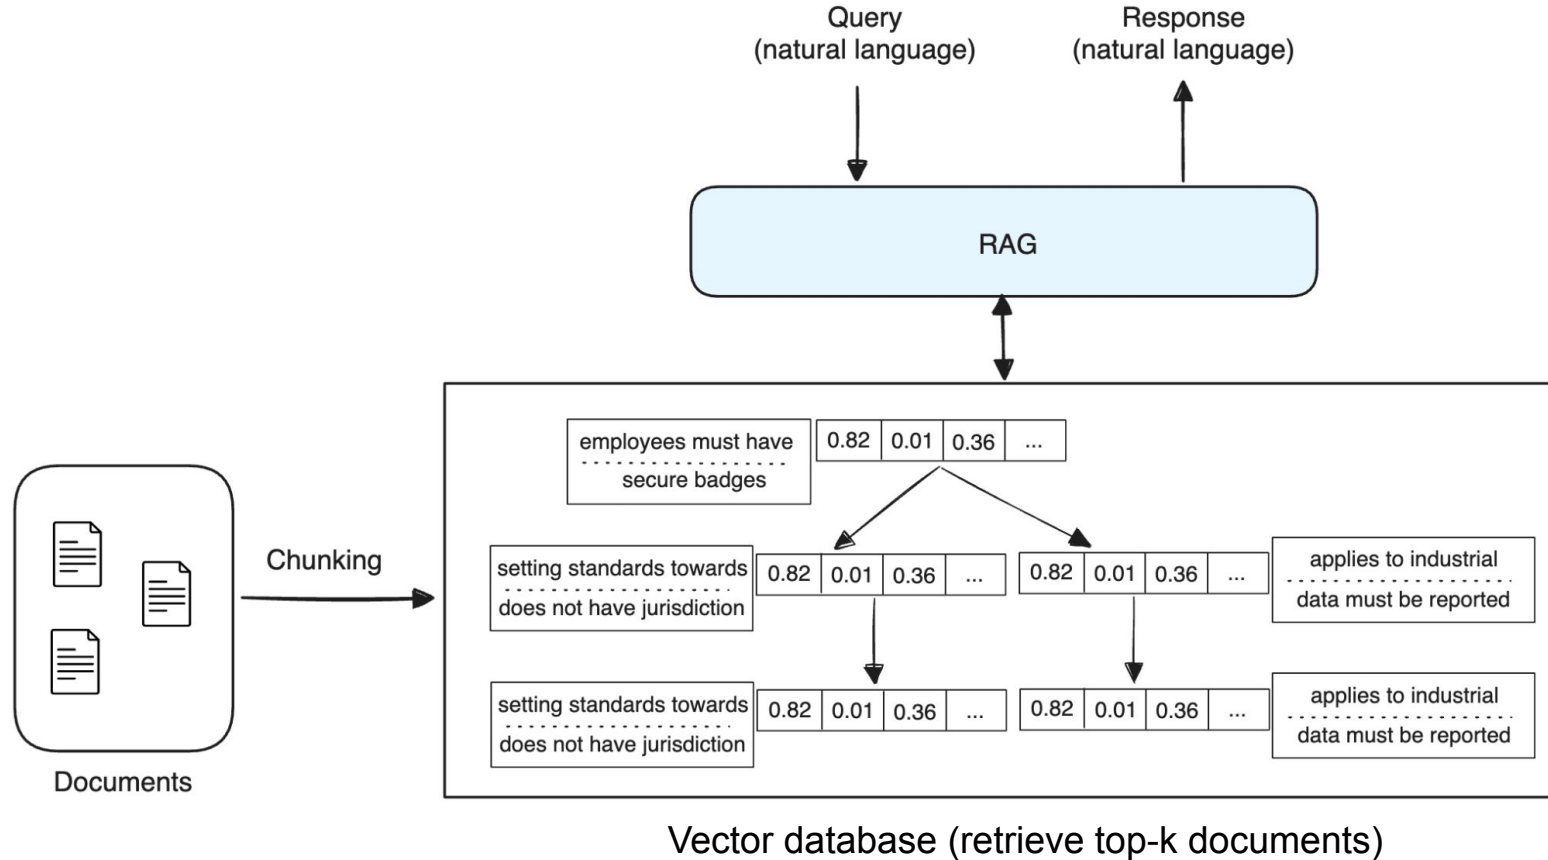 Query
(natural language)
Response
(natural language)
RAG
employees must have
secure badges
0.82 0.01 0.36 ...
Chunking
setting standards towards
does not have jurisdiction
0.82 0.01 0.36 ...
0.82 0.01 0.36 ...
applies to industrial
data must be reported
setting standards towards
does not have jurisdiction
0.82 0.01 0.36 ...
0.82 0.01 0.36 ...
applies to industrial
data must be reported
Documents
Vector database (retrieve top-k documents)